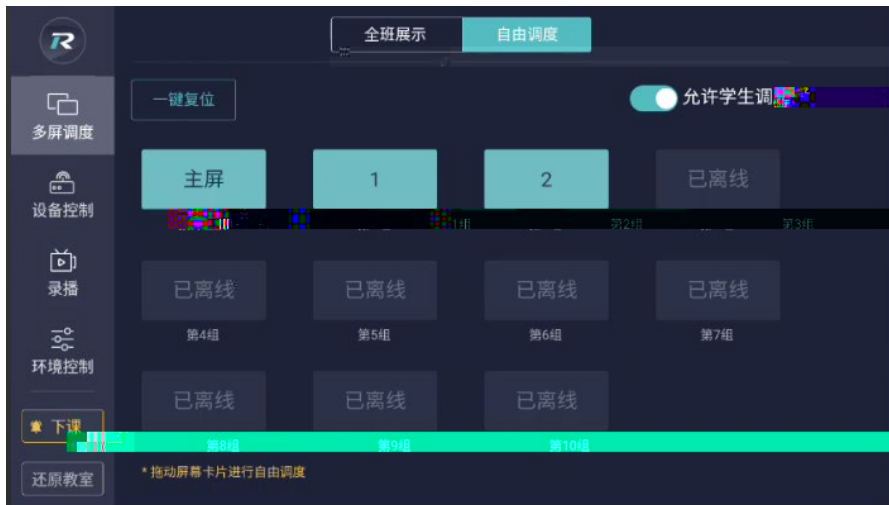 全班展示
自由调度
一键复位
允许学生调
多屏调度
主屏
1
2
已离线
设备控制
1组
第2组
第3组
录播
已离线
已离线
已离线
已离线
第4组
第5组
第6组
第7组
环境控制
已离线
已离线
已离线
下课
第8组
第9组
第10组
还原教室
*拖动屏幕卡片进行自由调度